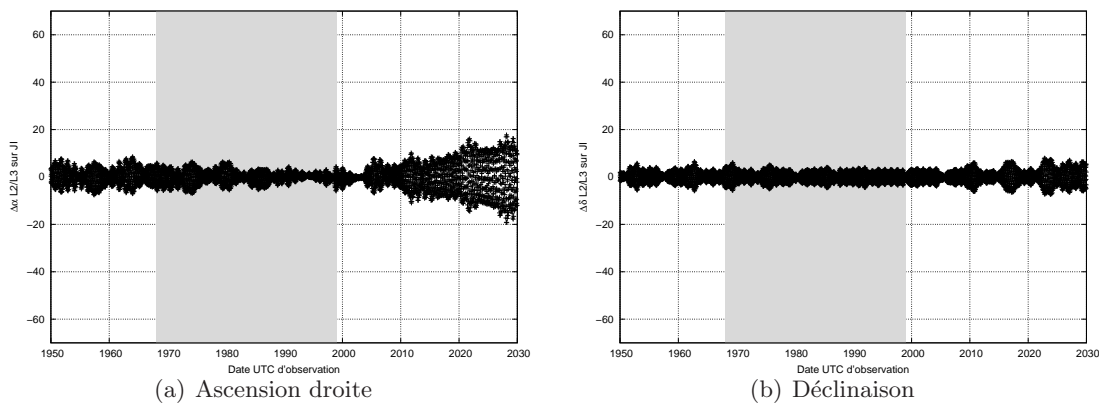 60
40
20
0
−20
−40
−60
1950 1960 1970 1980 1990 2000 2010 2020 2030
Δα L2/L3 sur JI
Date UTC d'observation
(a) Ascension droite
60
40
20
0
−20
−40
−60
1950 1960 1970 1980 1990 2000 2010 2020 2030
Δδ L2/L3 sur JI
Date UTC d'observation
(b) Déclinaison